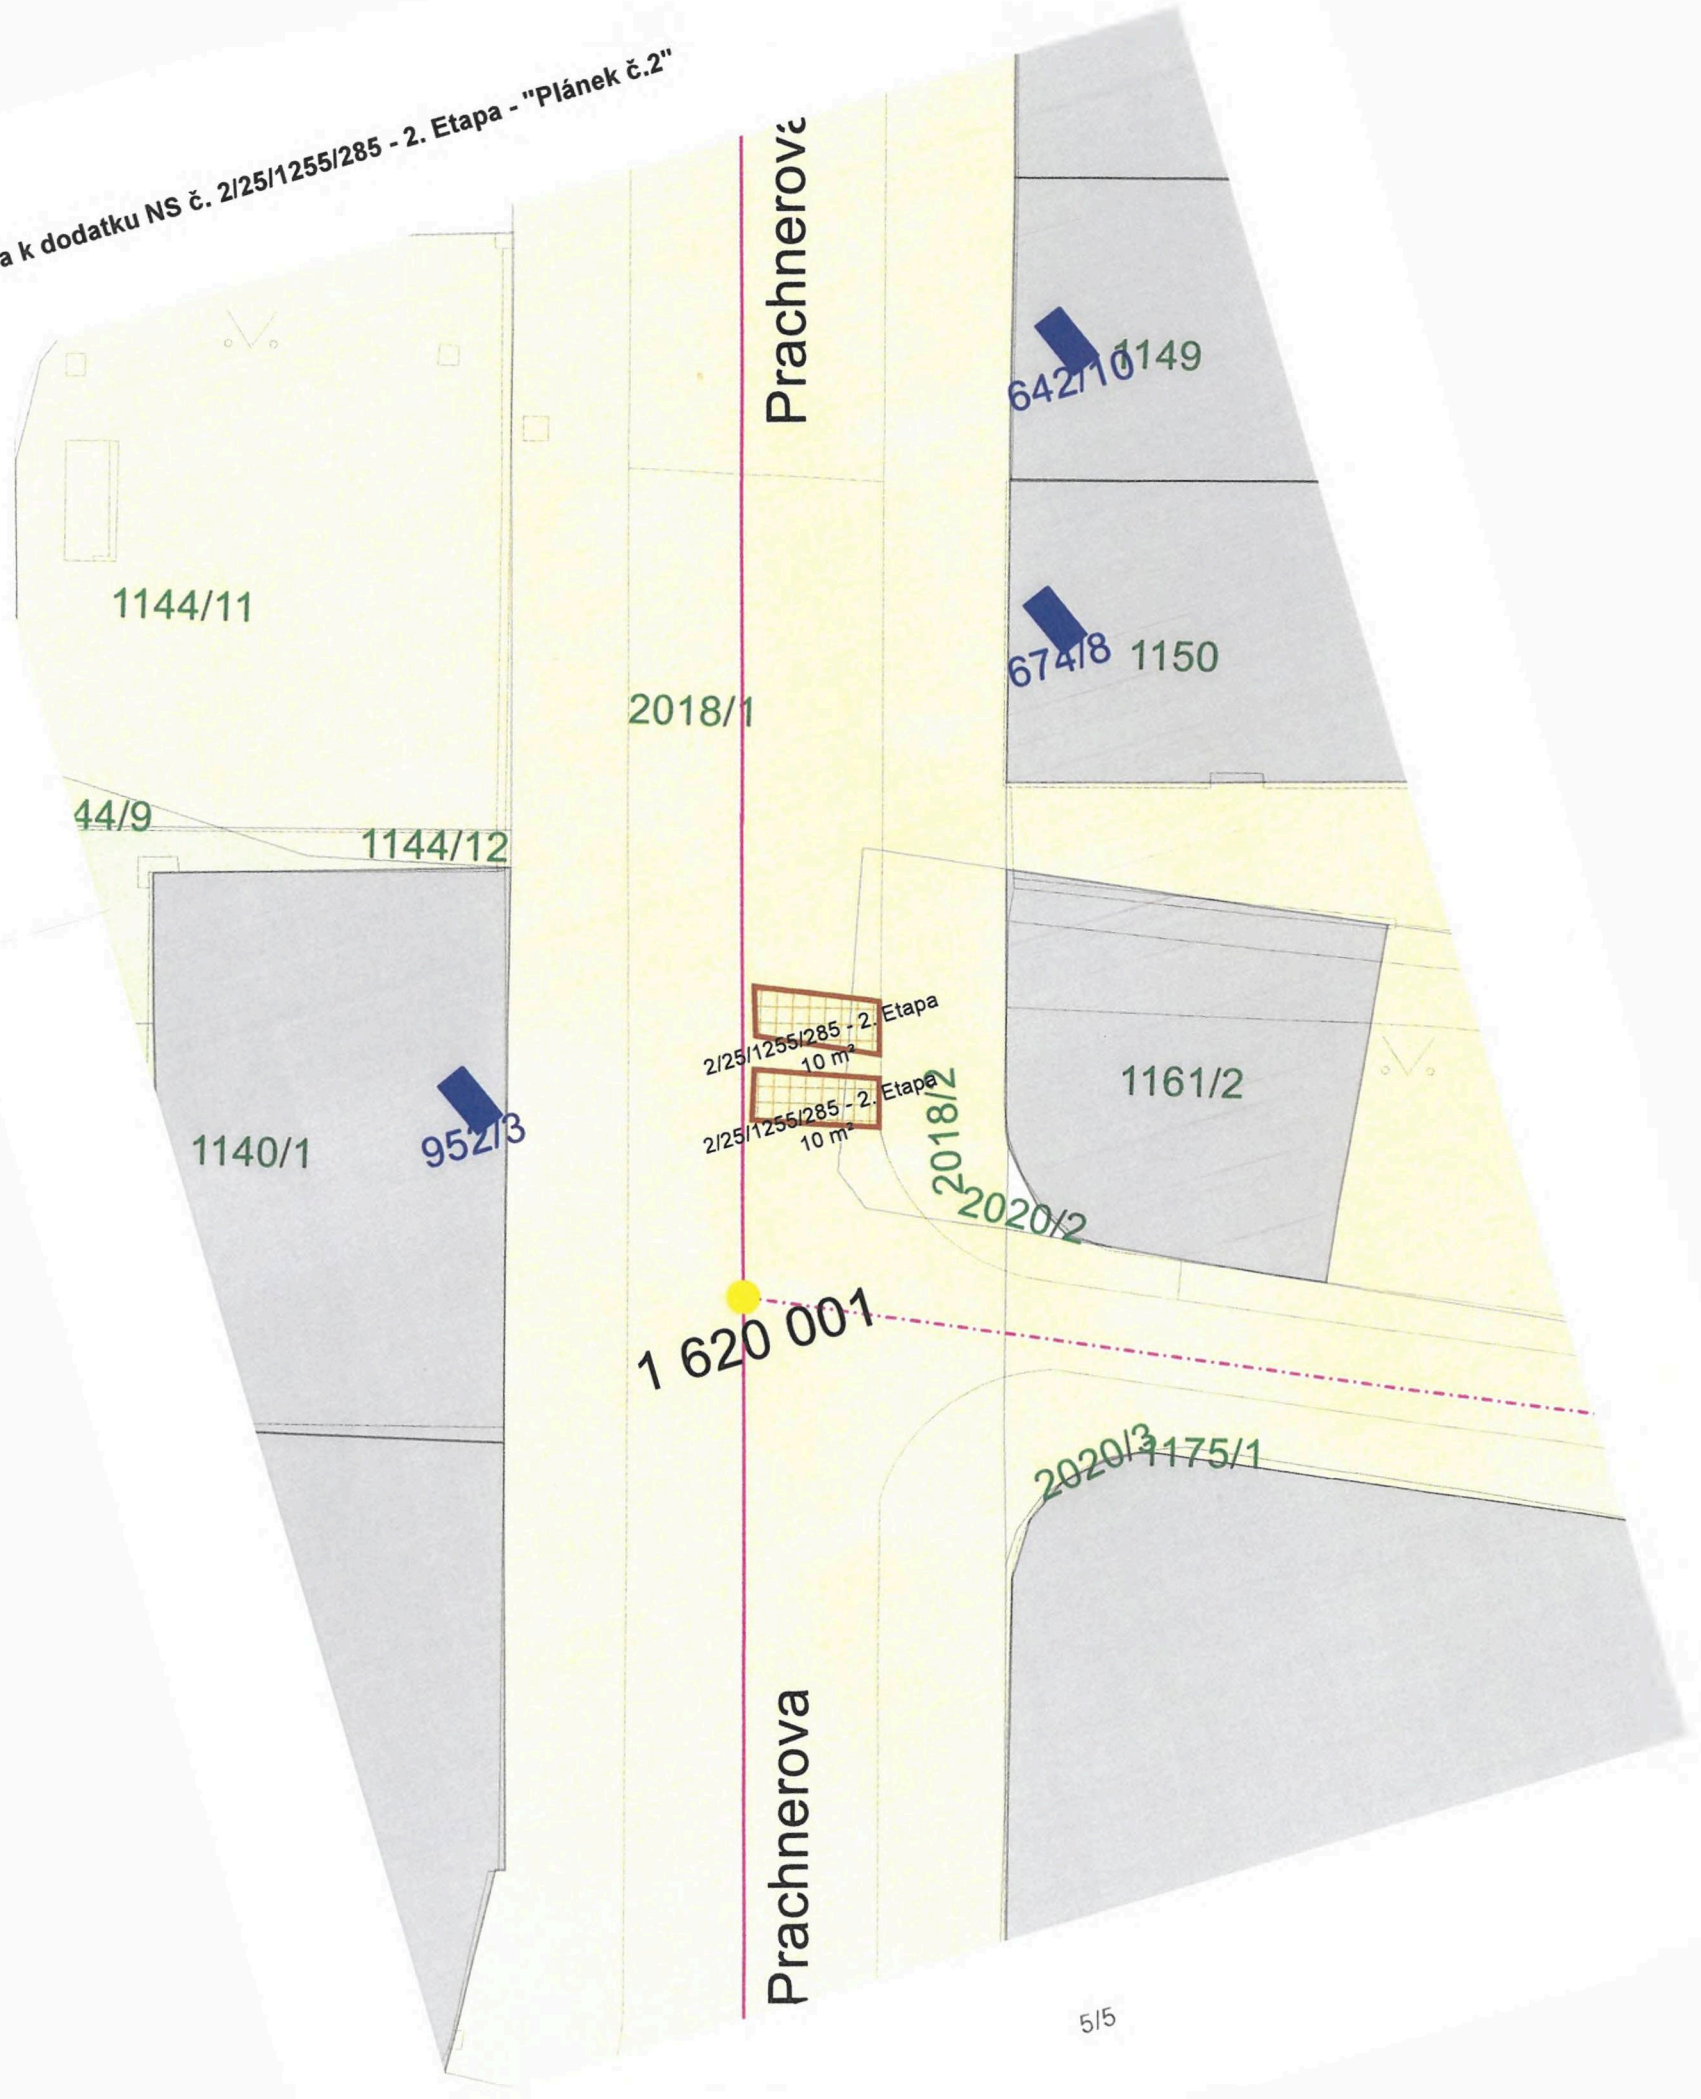 a k dodatku NS č. 2/25/1255/285 - 2. Etapa - "Plánek č.2"
Prachnerova
642/10
1149
1144/11
674/8
1150
2018/1
44/9
1144/12
2/25/1255/285 - 2. Etapa
10 m²
2/25/1255/285 - 2. Etapa
10 m²
2018/2
1161/2
1140/1
952/3
2020/2
1 620 001
2020/3
1175/1
Prachnerova
5/5